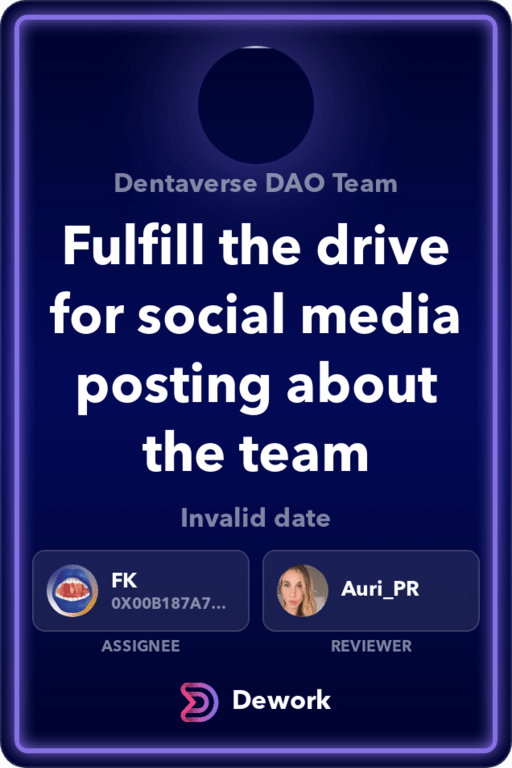 Dentaverse DAO Team
Fulfill the drive
for social media
posting about
the team
Invalid date
FK
0X00B187A7...
Auri_PR
ASSIGNEE
REVIEWER
Dework